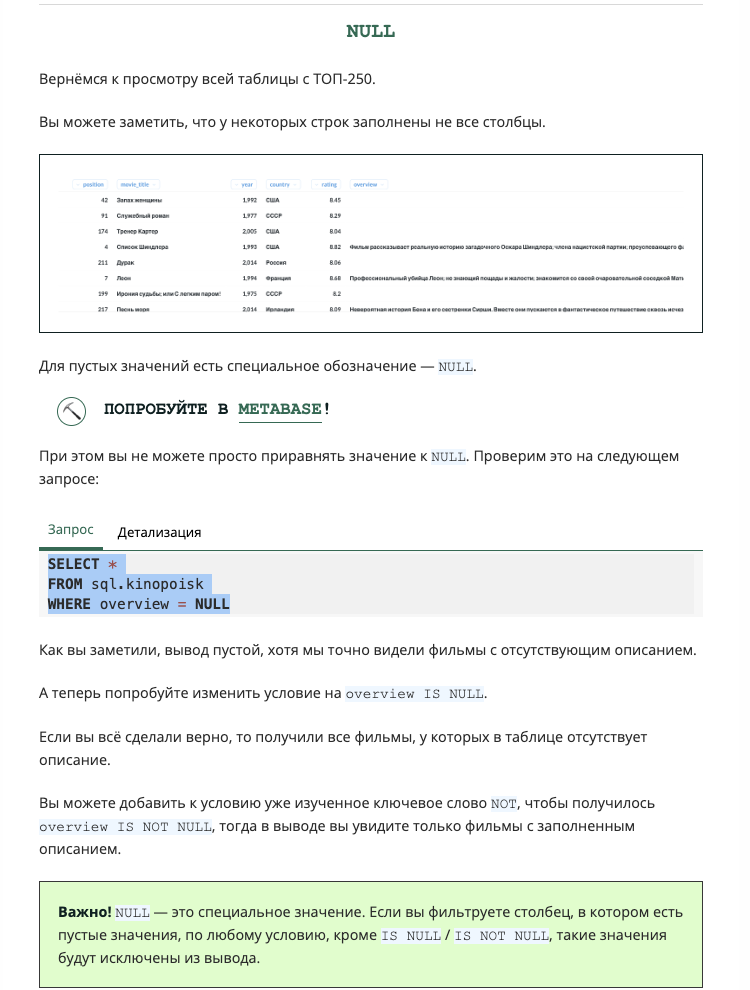 NULL
Вернёмся к просмотру всей таблицы с ТОП-250.
Вы можете заметить, что у некоторых строк заполнены не все столбцы.
position movie_title year country rating overview
42 Запах женщины 1,992 США 8.45
91 Служебный роман 1,977 СССР 8.29
174 Тренер Картер 2,005 США 8.04
4 Список Шиндлера 1,993 США 8.82 Фильм рассказывает реальную историю загадочного Оскара Шиндлера; члена нацистской партии; преуспевающего фа
211 Дурак 2,014 Россия 8.06
7 Леон 1,994 Франция 8.68 Профессиональный убийца Леон; не знающий пощады и жалости; знакомится со своей очаровательной соседкой Мати
199 Ирония судьбы; или С легким паром! 1,975 СССР 8.2
217 Песнь моря 2,014 Ирландия 8.09 Невероятная история Бена и его сестренки Сирши. Вместе они пускаются в фантастическое путешествие сквозь исчез
Для пустых значений есть специальное обозначение — NULL.
ПОПРОБУЙТЕ В METABASE!
При этом вы не можете просто приравнять значение к NULL. Проверим это на следующем
запросе:
Запрос Детализация
SELECT *
FROM sql.kinopoisk
WHERE overview = NULL
Как вы заметили, вывод пустой, хотя мы точно видели фильмы с отсутствующим описанием.
А теперь попробуйте изменить условие на overview IS NULL.
Если вы всё сделали верно, то получили все фильмы, у которых в таблице отсутствует
описание.
Вы можете добавить к условию уже изученное ключевое слово NOT, чтобы получилось
overview IS NOT NULL, тогда в выводе вы увидите только фильмы с заполненным
описанием.
Важно! NULL — это специальное значение. Если вы фильтруете столбец, в котором есть
пустые значения, по любому условию, кроме IS NULL / IS NOT NULL, такие значения
будут исключены из вывода.